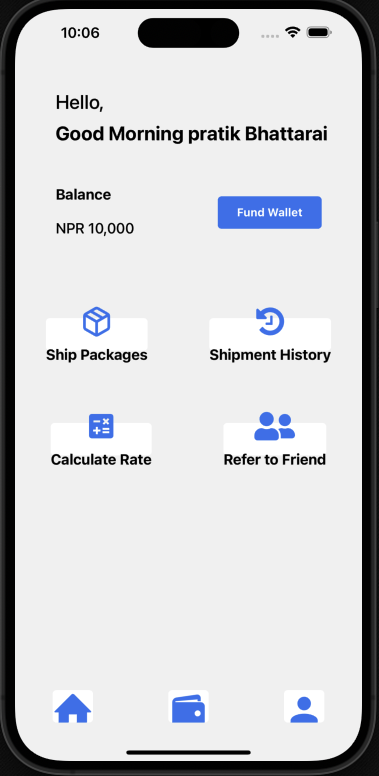 10:06
Hello,
Good Morning pratik Bhattarai
Balance
Fund Wallet
NPR 10,000
Ship Packages
Shipment History
Calculate Rate
Refer to Friend